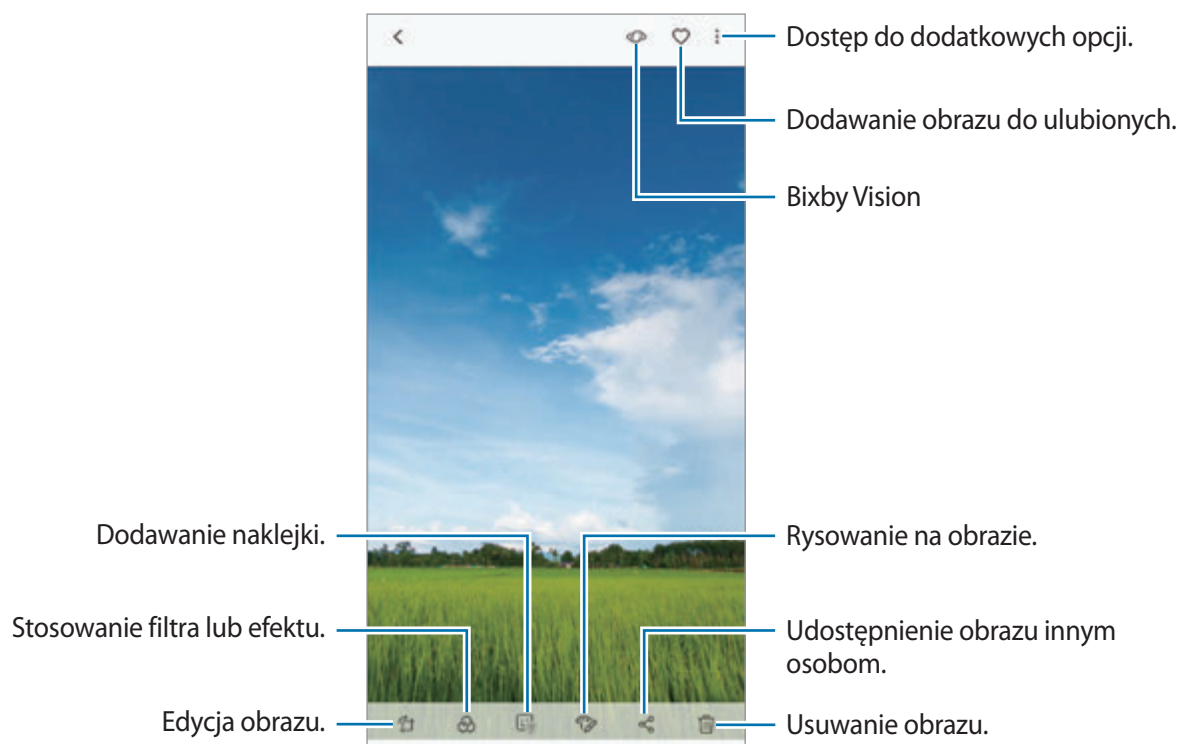 Dostęp do dodatkowych opcji.
Dodawanie obrazu do ulubionych.
Bixby Vision
Dodawanie naklejki.
Rysowanie na obrazie.
Stosowanie filtra lub efektu.
Udostępnienie obrazu innym
osobom.
Edycja obrazu.
Usuwanie obrazu.